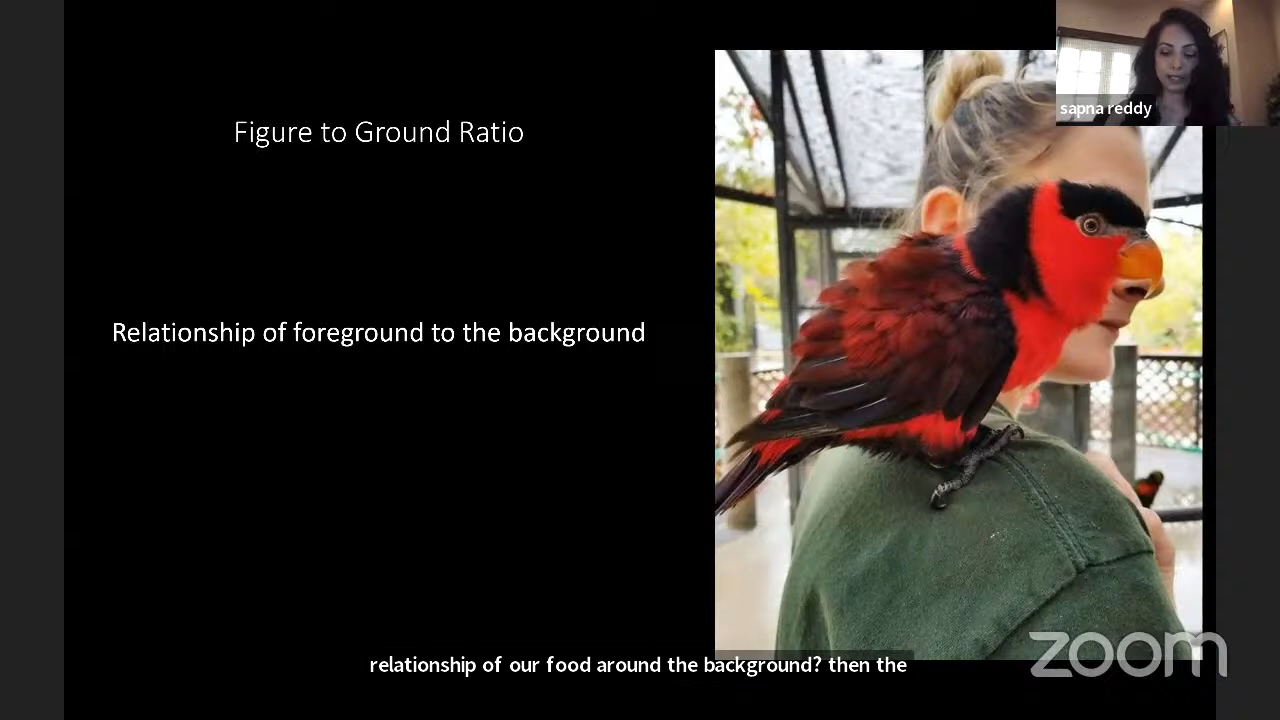 Figure to Ground Ratio
sapna reddy
Relationship of foreground to the background
relationship of our food around the background? then the
zoom